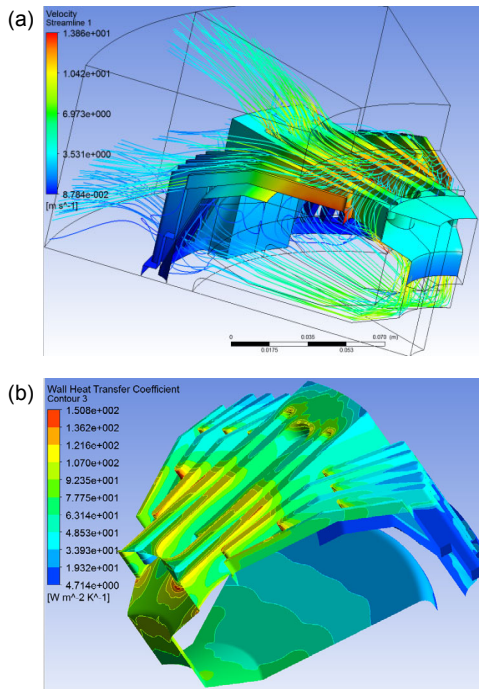 (a)
Velocity
Streamline 1
1.386e+001
1.042e+001
6.973e+000
3.531e+000
8.784e-002
[m s^-1]
0 0.035 0.070 (m)
0.0175 0.053
(b)
Wall Heat Transfer Coefficient
Contour 3
1.508e+002
1.362e+002
1.216e+002
1.070e+002
9.235e+001
7.775e+001
6.314e+001
4.853e+001
3.393e+001
1.932e+001
4.714e+000
[W m^-2 K^-1]